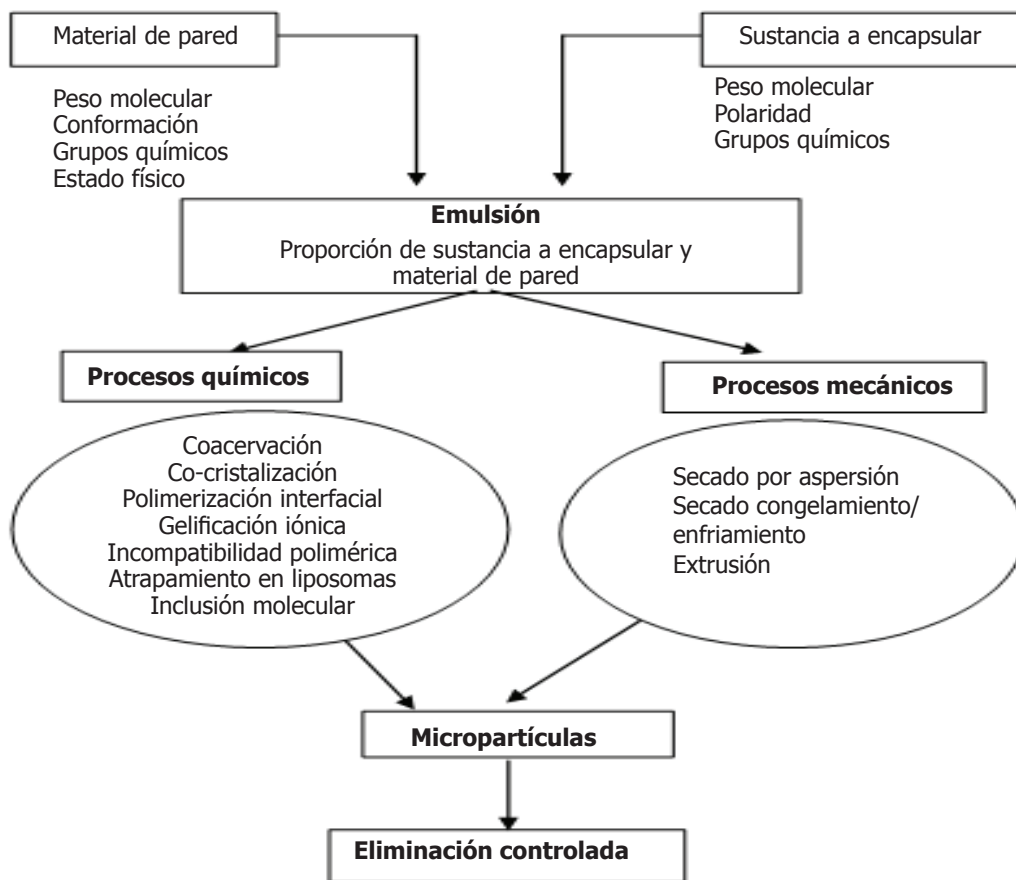 Material de pared
Sustancia a encapsular
Peso molecular
Conformación
Grupos químicos
Estado físico
Peso molecular
Polaridad
Grupos químicos
Emulsión
Proporción de sustancia a encapsular y
material de pared
Procesos químicos
Procesos mecánicos
Coacervación
Co-cristalización
Polimerización interfacial
Gelificación iónica
Incompatibilidad polimérica
Atrapamiento en liposomas
Inclusión molecular
Secado por aspersión
Secado congelamiento/
enfriamiento
Extrusión
Micropartículas
Eliminación controlada